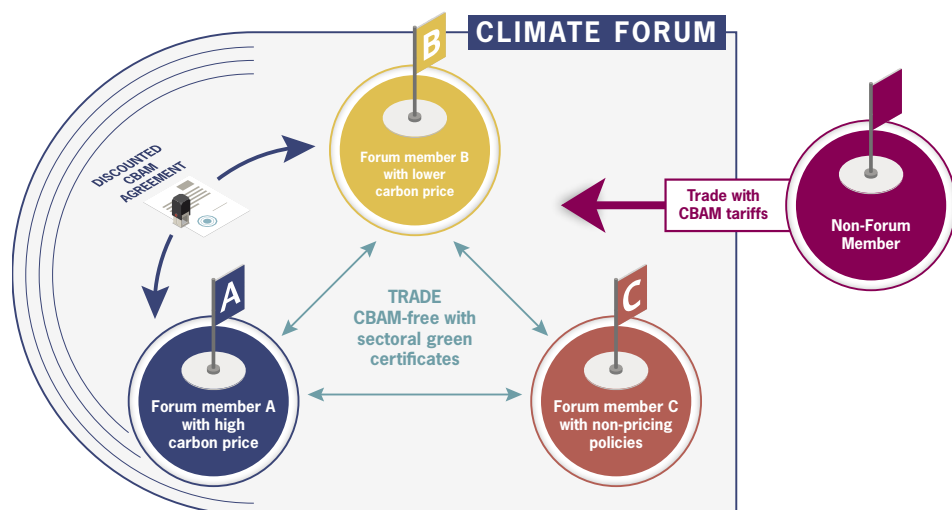 CLIMATE FORUM
B
Forum member B
with lower
carbon price
DISCOUNTED
CBAM
AGREEMENT
Trade with
CBAM tariffs
Non-Forum
Member
TRADE
CBAM-free with
sectoral green
certificates
A
Forum member A
with high
carbon price
C
Forum member C
with non-pricing
policies